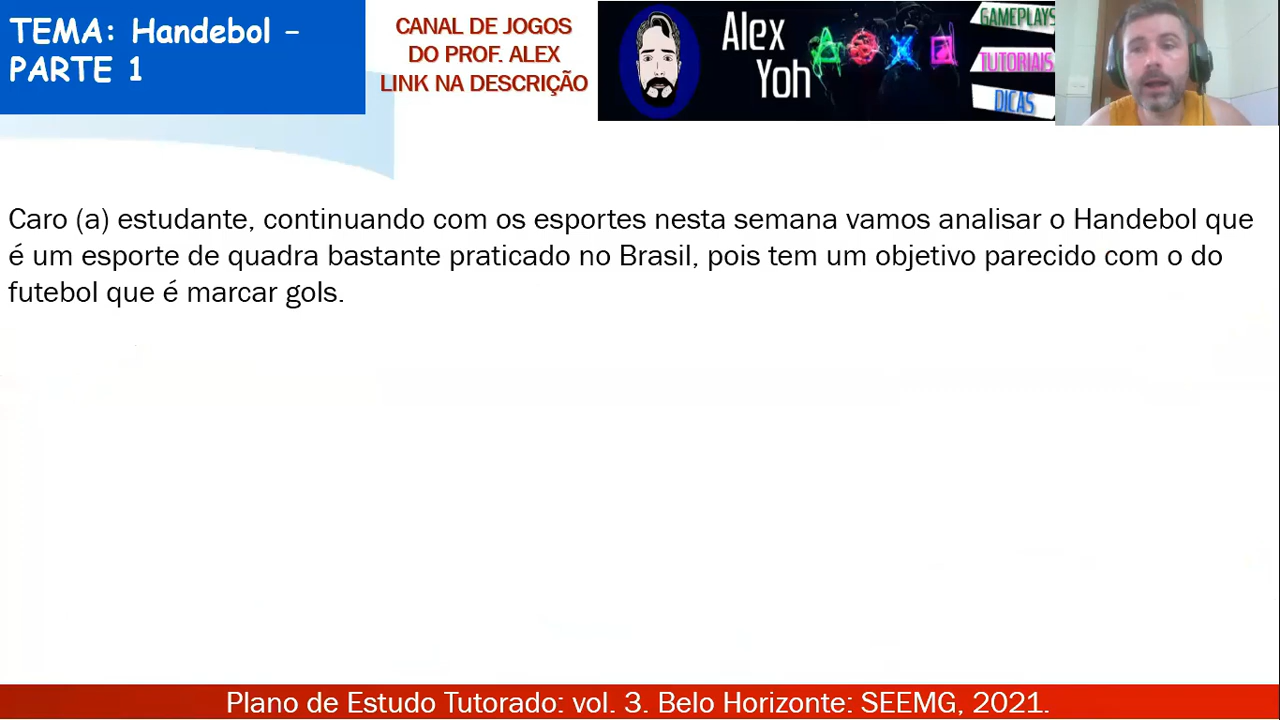 TEMA: Handebol –
PARTE 1
CANAL DE JOGOS
DO PROF. ALEX
LINK NA DESCRIÇÃO
Alex
Yoh
GAMEPLAYS
TUTORIAIS
DICAS
Caro (a) estudante, continuando com os esportes nesta semana vamos analisar o Handebol que
é um esporte de quadra bastante praticado no Brasil, pois tem um objetivo parecido com o do
futebol que é marcar gols.
Plano de Estudo Tutorado: vol. 3. Belo Horizonte: SEEMG, 2021.